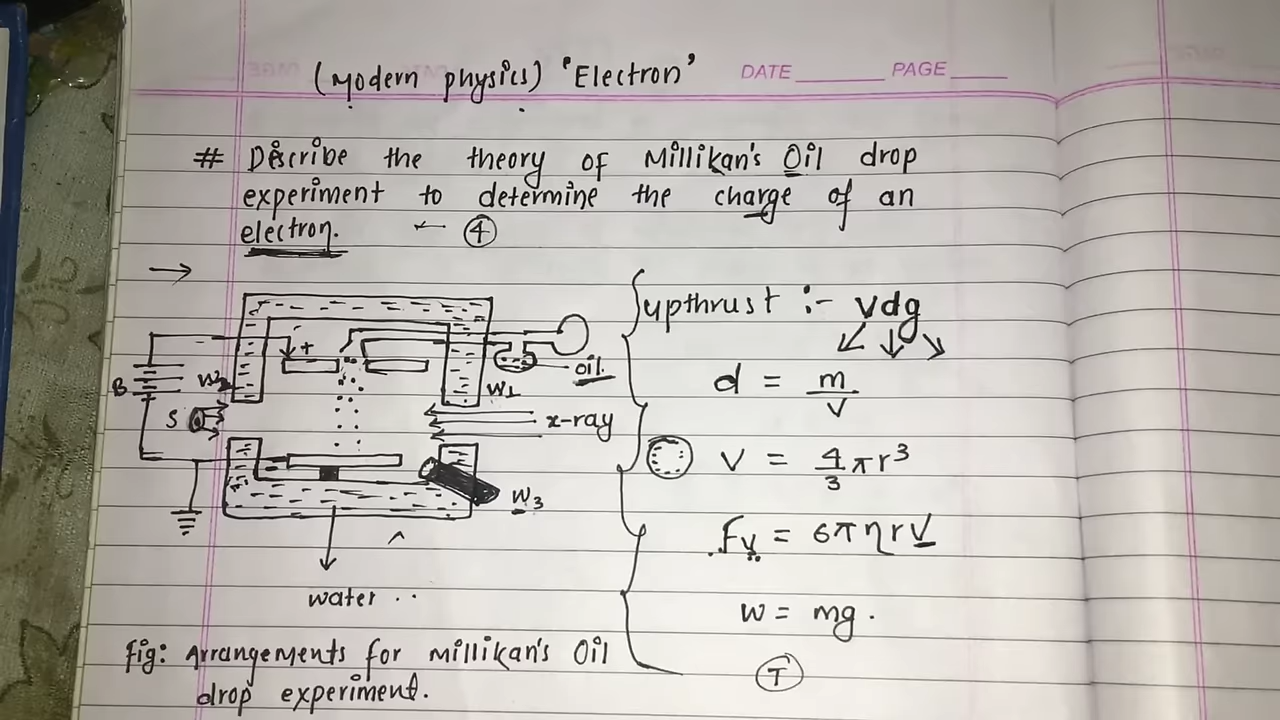 (Modern physics) 'Electron' DATE PAGE
# Describe the theory of Millikan's Oil drop
experiment to determine the charge of an
electron. ← ④
→
+
oil.
B
W₂
W₁
S
x-ray
W₃
water ..
fig: Arrangements for Millikan's Oil
drop experiment.
upthrust :- vdg
d = m/v
V = 4/3 πr³
Fv = 6πηrV
W = mg.
T